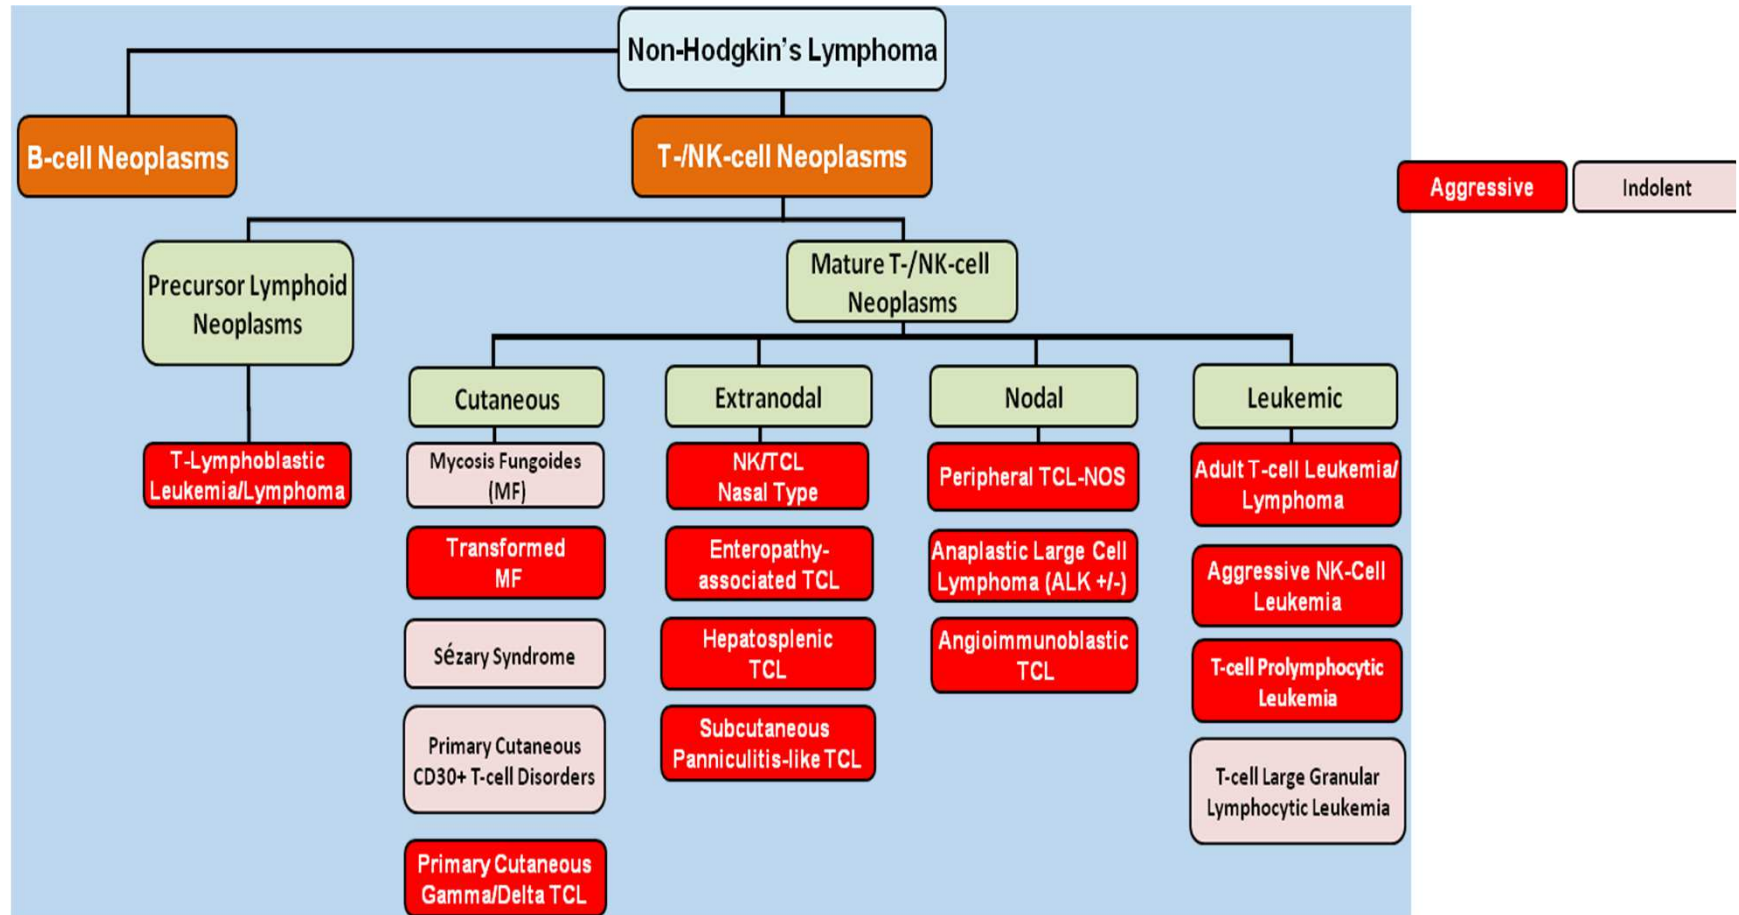 Non-Hodgkin's Lymphoma
B-cell Neoplasms
T-/NK-cell Neoplasms
Aggressive
Indolent
Precursor Lymphoid
Neoplasms
Mature T-/NK-cell
Neoplasms
Cutaneous
Extranodal
Nodal
Leukemic
T-Lymphoblastic
Leukemia/Lymphoma
Mycosis Fungoides
(MF)
Transformed
MF
Sézary Syndrome
Primary Cutaneous
CD30+ T-cell Disorders
Primary Cutaneous
Gamma/Delta TCL
NK/TCL
Nasal Type
Enteropathy-
associated TCL
Hepatosplenic
TCL
Subcutaneous
Panniculitis-like TCL
Peripheral TCL-NOS
Anaplastic Large Cell
Lymphoma (ALK +/-)
Angioimmunoblastic
TCL
Adult T-cell Leukemia/
Lymphoma
Aggressive NK-Cell
Leukemia
T-cell Prolymphocytic
Leukemia
T-cell Large Granular
Lymphocytic Leukemia